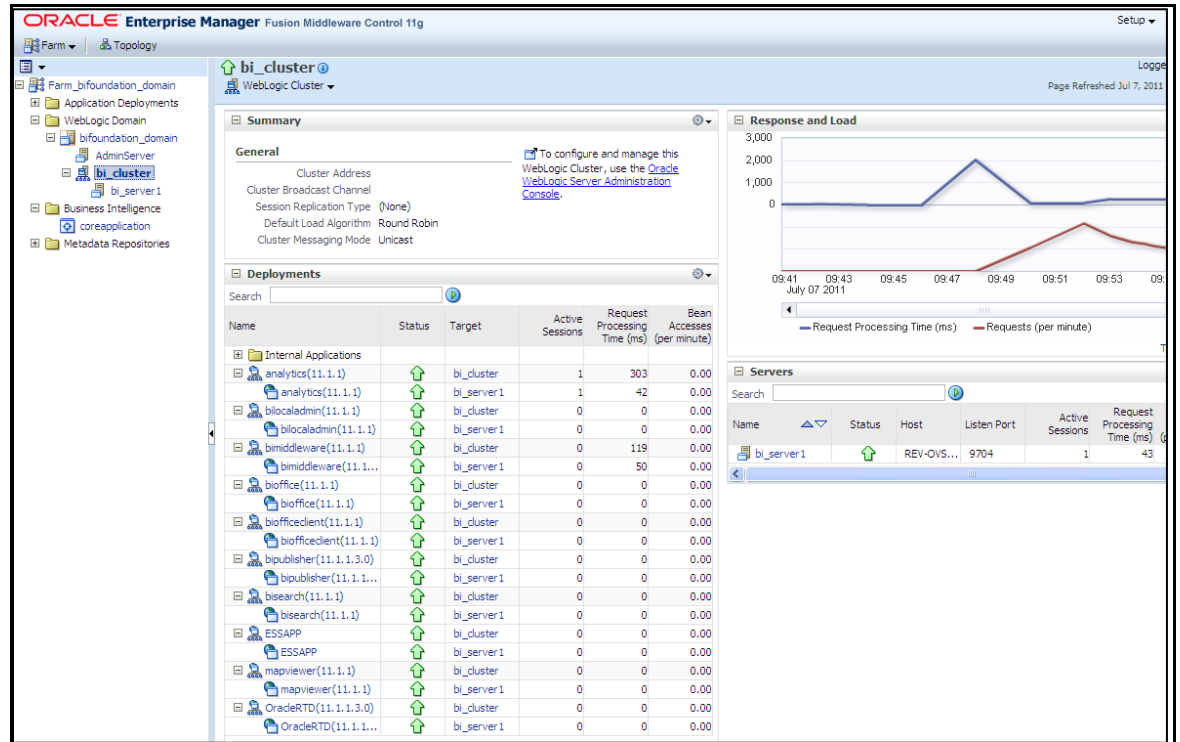 ORACLE Enterprise Manager Fusion Middleware Control 11g
Setup
Farm Topology
Farm_bifoundation_domain
Application Deployments
WebLogic Domain
bifoundation_domain
AdminServer
bi_cluster
bi_server1
Business Intelligence
coreapplication
Metadata Repositories
bi_cluster
WebLogic Cluster
Logge
Page Refreshed Jul 7, 2011
Summary
General
Cluster Address
Cluster Broadcast Channel
Session Replication Type (None)
Default Load Algorithm Round Robin
Cluster Messaging Mode Unicast
To configure and manage this
WebLogic Cluster, use the Oracle
WebLogic Server Administration
Console.
Deployments
Search
Name Status Target Active Sessions Request Processing Time (ms) Bean Accesses (per minute)
Internal Applications
analytics(11.1.1) bi_cluster 1 303 0.00
analytics(11.1.1) bi_server1 1 42 0.00
bilocaladmin(11.1.1) bi_cluster 0 0 0.00
bilocaladmin(11.1.1) bi_server1 0 0 0.00
bimiddleware(11.1.1) bi_cluster 0 119 0.00
bimiddleware(11.1... bi_server1 0 50 0.00
bioffice(11.1.1) bi_cluster 0 0 0.00
bioffice(11.1.1) bi_server1 0 0 0.00
biofficeclient(11.1.1) bi_cluster 0 0 0.00
biofficeclient(11.1.1) bi_server1 0 0 0.00
bipublisher(11.1.1.3.0) bi_cluster 0 0 0.00
bipublisher(11.1.1... bi_server1 0 0 0.00
bisearch(11.1.1) bi_cluster 0 0 0.00
bisearch(11.1.1) bi_server1 0 0 0.00
ESSAPP bi_cluster 0 0 0.00
ESSAPP bi_server1 0 0 0.00
mapviewer(11.1.1) bi_cluster 0 0 0.00
mapviewer(11.1.1) bi_server1 0 0 0.00
OracleRTD(11.1.1.3.0) bi_cluster 0 0 0.00
OracleRTD(11.1.1... bi_server1 0 0 0.00
Response and Load
3,000
2,000
1,000
0
09:41 09:43 09:45 09:47 09:49 09:51 09:53 09:
July 07 2011
Request Processing Time (ms) Requests (per minute)
T
Servers
Search
Name Status Host Listen Port Active Sessions Request Processing Time (ms) (p
bi_server1 REV-OVS... 9704 1 43